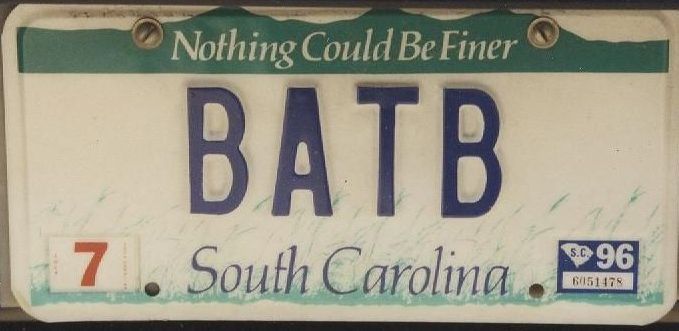 Nothing Could Be Finer
BATB
7
South Carolina
S.C. 96
6051478